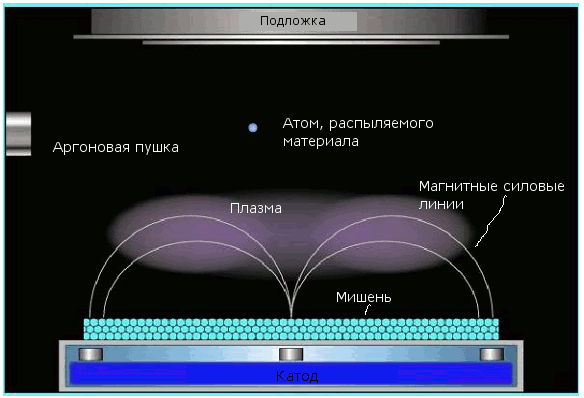 Подложка
Атом, распыляемого
материала
Аргоновая пушка
Магнитные силовые
линии
Плазма
Мишень
Катод